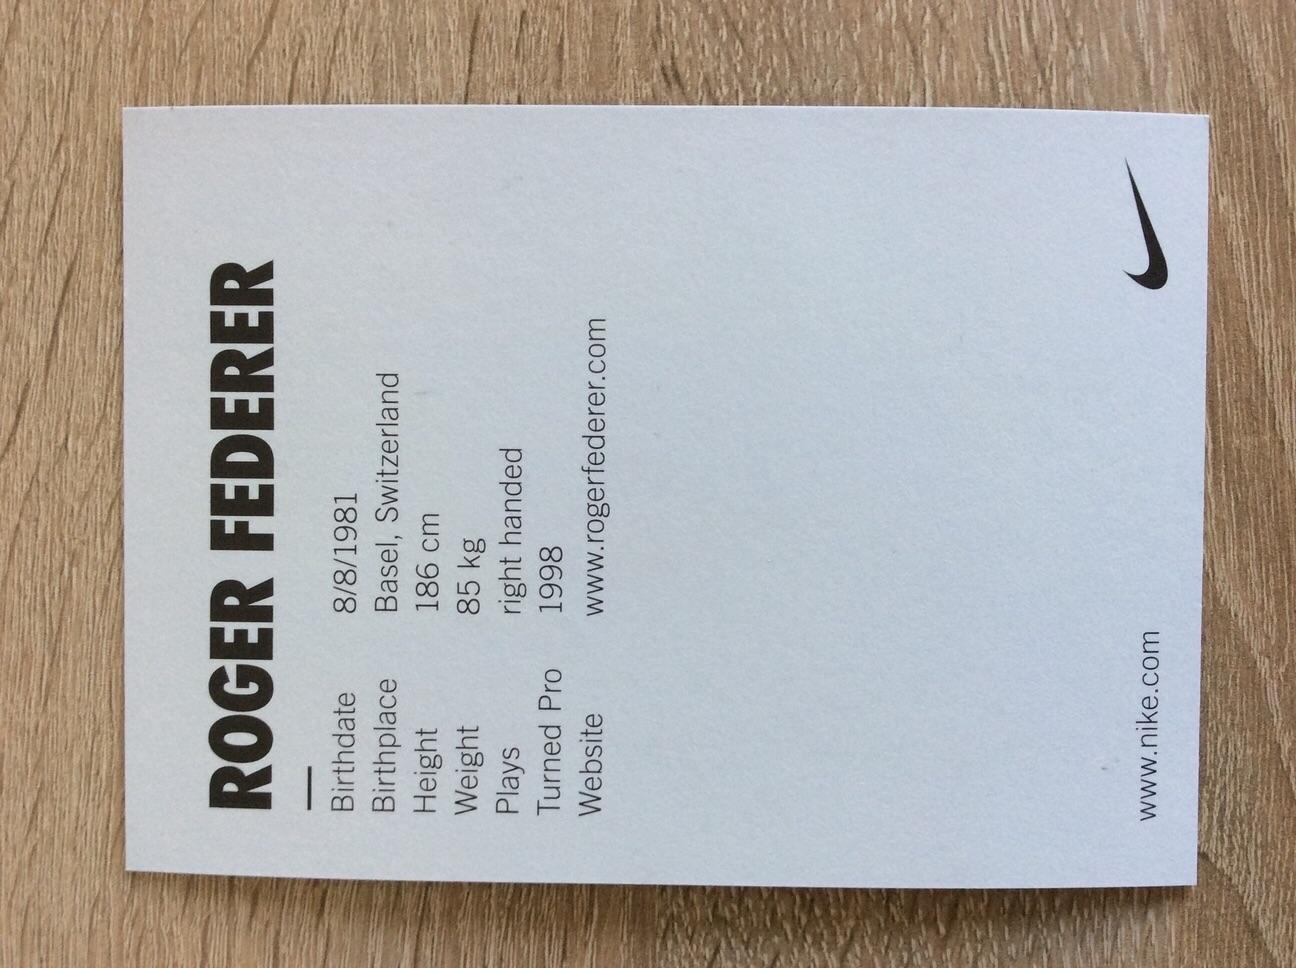 ROGER FEDERER
Birthdate 8/8/1981
Birthplace Basel, Switzerland
Height 186 cm
Weight 85 kg
Plays right handed
Turned Pro 1998
Website www.rogerfederer.com
www.nike.com